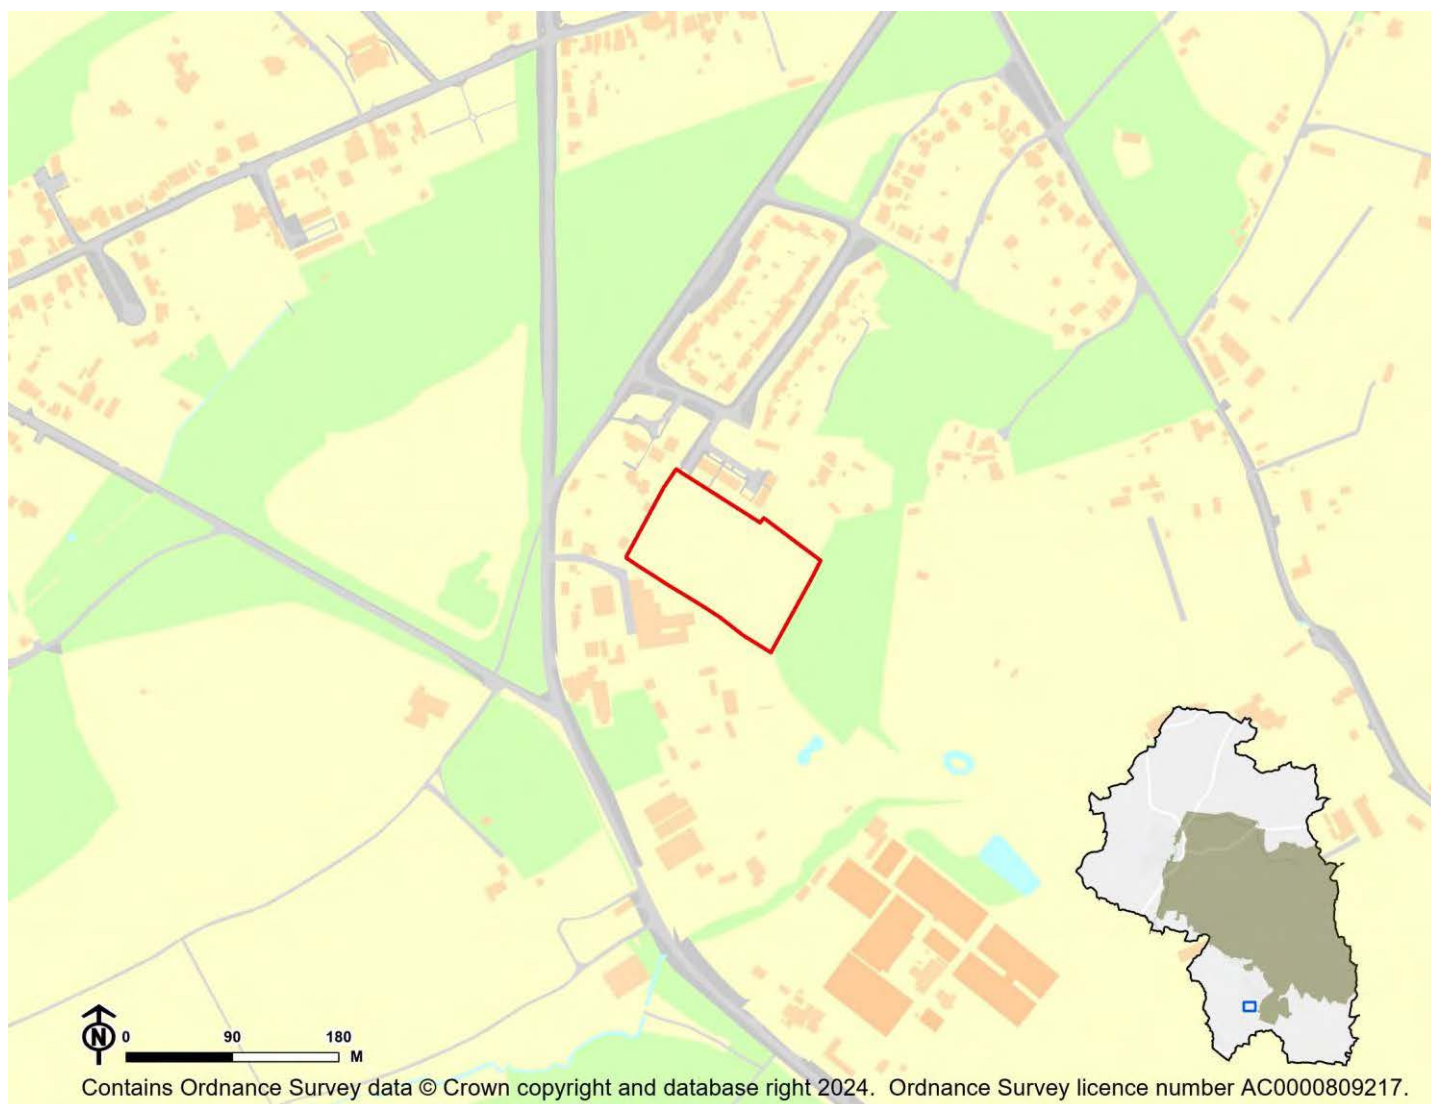 N 0 90 180
M
Contains Ordnance Survey data © Crown copyright and database right 2024. Ordnance Survey licence number AC0000809217.